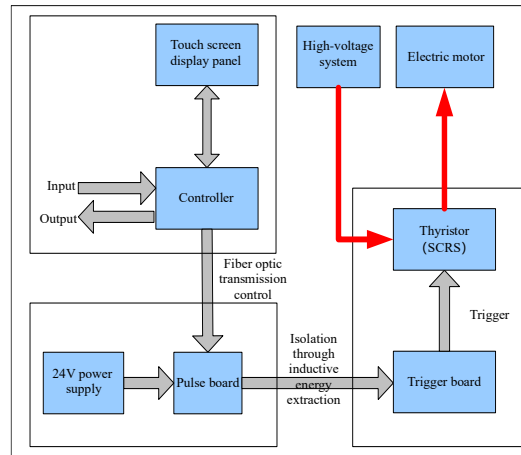 Touch screen
display panel
High-voltage
system
Electric motor
Input
Output
Controller
Thyristor
(SCRS)
Fiber optic
transmission
control
Trigger
Isolation
through
inductive
energy
extraction
24V power
supply
Pulse board
Trigger board